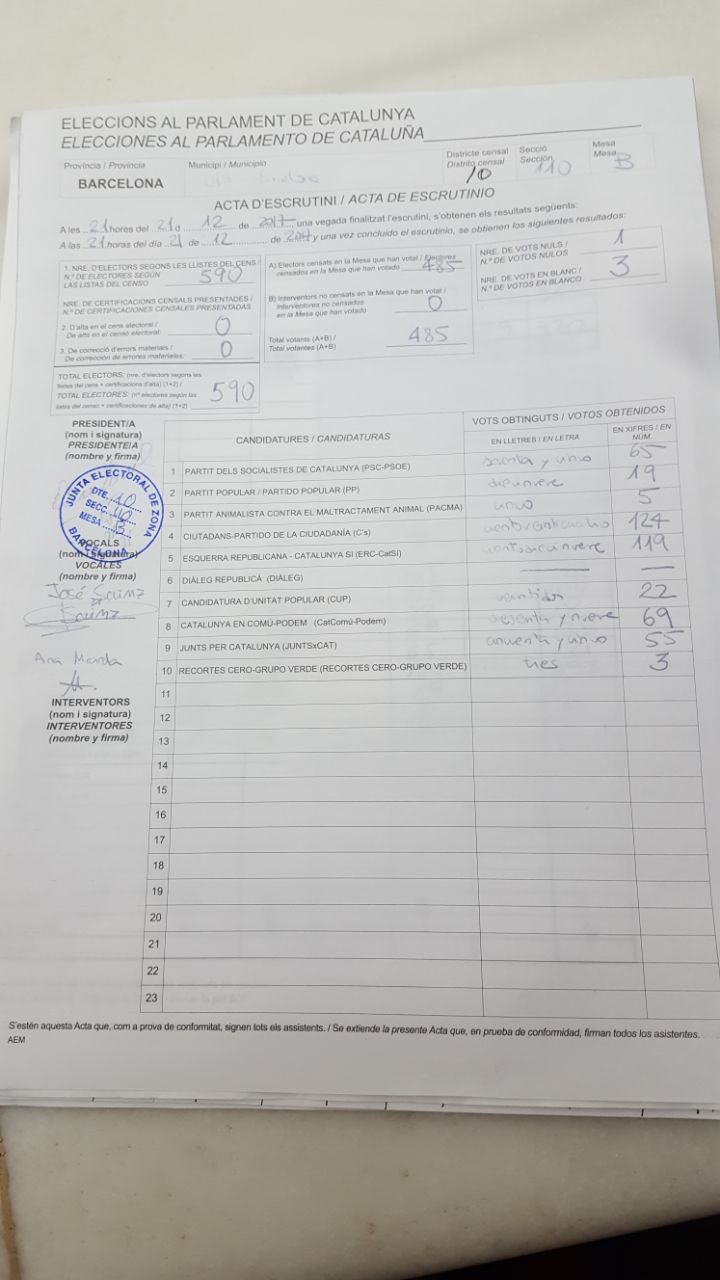 ELECCIONS AL PARLAMENT DE CATALUNYA
ELECCIONES AL PARLAMENTO DE CATALUÑA
Província / Provincia
BARCELONA
Municipi / Municipio
Districte censal
Distrito censal
10
Secció
Sección
110
Mesa
Mesa
B
ACTA D'ESCRUTINI / ACTA DE ESCRUTINIO
A les 21 hores del 21 d 12 de 2017, una vegada finalitzat l'escrutini, s'obtenen els resultats següents:
A las 21 horas del día 21 de 12 de 2017 y una vez concluido el escrutinio, se obtienen los siguientes resultados:
1. NRE. D'ELECTORS SEGONS LES LLISTES DEL CENS /
N.º DE ELECTORES SEGÚN
LAS LISTAS DEL CENSO
590
NRE. DE CERTIFICACIONS CENSALS PRESENTADES /
N.º DE CERTIFICACIONES CENSALES PRESENTADAS
2. D'alta en el cens electoral /
De alta en el censo electoral:
0
3. De correcció d'errors materials /
De corrección de errores materiales:
0
TOTAL ELECTORS: (nre. d'electors segons les
llistes del cens + certificacions d'alta) (1+2) /
TOTAL ELECTORES: (nº electores según las
listas del censo + certificaciones de alta) (1+2)
590
A) Electors censats en la Mesa que han votat / Electores
censados en la Mesa que han votado
485
B) Interventors no censats en la Mesa que han votat /
Interventores no censados
en la Mesa que han votado
0
Total votants (A+B) /
Total votantes (A+B)
485
NRE. DE VOTS NULS /
N.º DE VOTOS NULOS
1
NRE. DE VOTS EN BLANC /
N.º DE VOTOS EN BLANCO
3
PRESIDENT/A
(nom i signatura)
PRESIDENTE/A
(nombre y firma)
JUNTA ELECTORAL DE ZONA
DTE. 10
SECC. 110
MESA B
BARCELONA
VOCALS
(nom i signatura)
VOCALES
(nombre y firma)
José Sainz
Sainz
Ana
INTERVENTORS
(nom i signatura)
INTERVENTORES
(nombre y firma)
CANDIDATURES / CANDIDATURAS
VOTS OBTINGUTS / VOTOS OBTENIDOS
EN LLETRES / EN LETRA
EN XIFRES / EN NÚM.
1 PARTIT DELS SOCIALISTES DE CATALUNYA (PSC-PSOE) 65
2 PARTIT POPULAR / PARTIDO POPULAR (PP) 19
3 PARTIT ANIMALISTA CONTRA EL MALTRACTAMENT ANIMAL (PACMA) 5
4 CIUTADANS-PARTIDO DE LA CIUDADANÍA (C's) 124
5 ESQUERRA REPUBLICANA - CATALUNYA SI (ERC-CatSí) 119
6 DIÀLEG REPUBLICÀ (DIÀLEG) — —
7 CANDIDATURA D'UNITAT POPULAR (CUP) 22
8 CATALUNYA EN COMÚ-PODEM (CatComú-Podem) sesenta y nueve 69
9 JUNTS PER CATALUNYA (JUNTSxCAT) 55
10 RECORTES CERO-GRUPO VERDE (RECORTES CERO-GRUPO VERDE) tres 3
11
12
13
14
15
16
17
18
19
20
21
22
23
S'estén aquesta Acta que, com a prova de conformitat, signen tots els assistents. / Se extiende la presente Acta que, en prueba de conformidad, firman todos los asistentes.
AEM